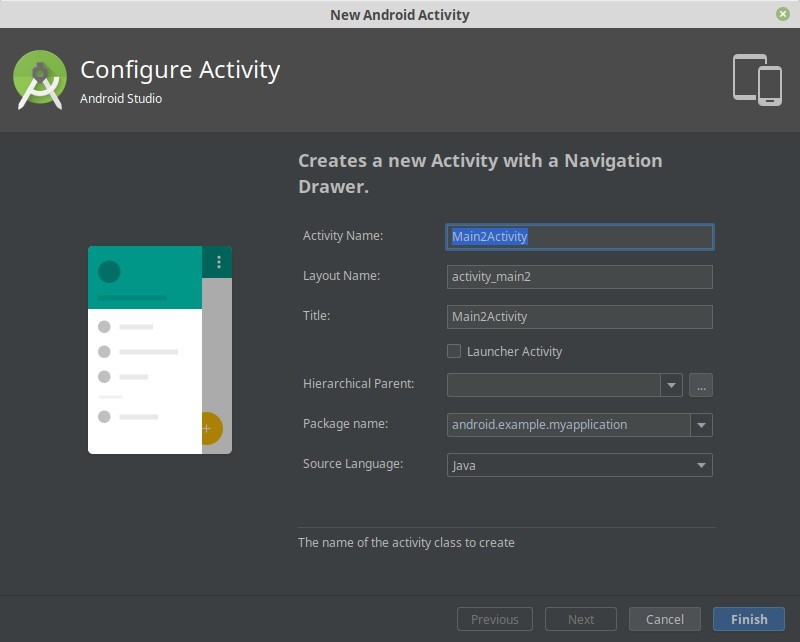 New Android Activity
Configure Activity
Android Studio
Creates a new Activity with a Navigation
Drawer.
Activity Name:
Main2Activity
Layout Name:
activity_main2
Title:
Main2Activity
Launcher Activity
Hierarchical Parent:
...
Package name:
android.example.myapplication
Source Language:
Java
The name of the activity class to create
Previous
Next
Cancel
Finish